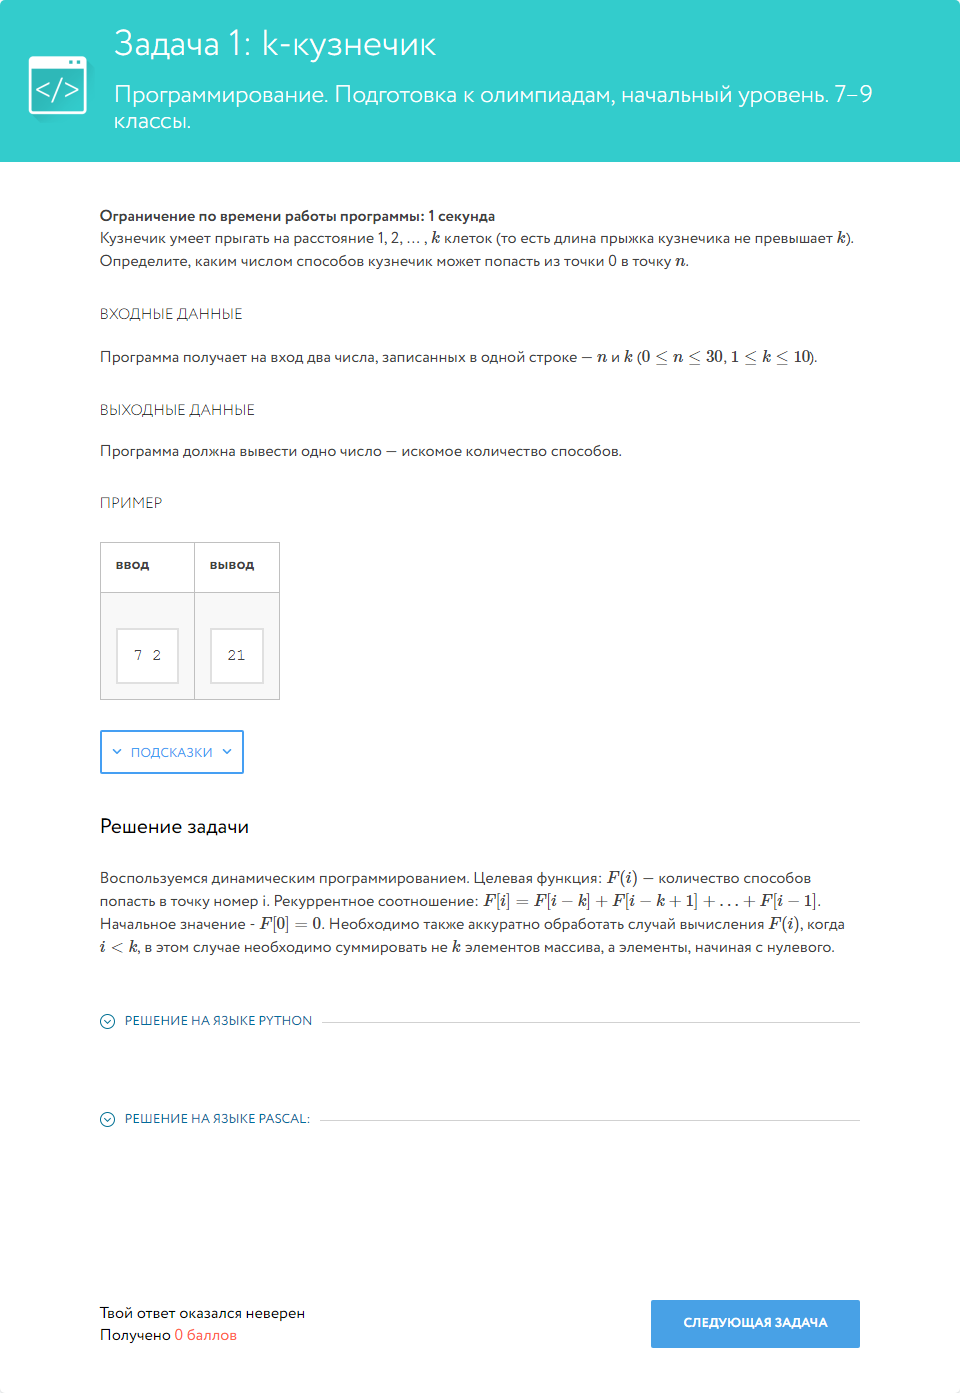 Задача 1: k-кузнечик
</>
Программирование. Подготовка к олимпиадам, начальный уровень. 7–9
классы.
Ограничение по времени работы программы: 1 секунда
Кузнечик умеет прыгать на расстояние 1, 2, … , k клеток (то есть длина прыжка кузнечика не превышает k).
Определите, каким числом способов кузнечик может попасть из точки 0 в точку n.
ВХОДНЫЕ ДАННЫЕ
Программа получает на вход два числа, записанных в одной строке – n и k (0 ≤ n ≤ 30, 1 ≤ k ≤ 10).
ВЫХОДНЫЕ ДАННЫЕ
Программа должна вывести одно число — искомое количество способов.
ПРИМЕР
ввод вывод
7 2 21
ПОДСКАЗКИ
Решение задачи
Воспользуемся динамическим программированием. Целевая функция: F(i) — количество способов
попасть в точку номер i. Рекуррентное соотношение: F[i] = F[i − k] + F[i − k + 1] + … + F[i − 1].
Начальное значение - F[0] = 0. Необходимо также аккуратно обработать случай вычисления F(i), когда
i < k, в этом случае необходимо суммировать не k элементов массива, а элементы, начиная с нулевого.
РЕШЕНИЕ НА ЯЗЫКЕ PYTHON
РЕШЕНИЕ НА ЯЗЫКЕ PASCAL:
Твой ответ оказался неверен
Получено 0 баллов
СЛЕДУЮЩАЯ ЗАДАЧА